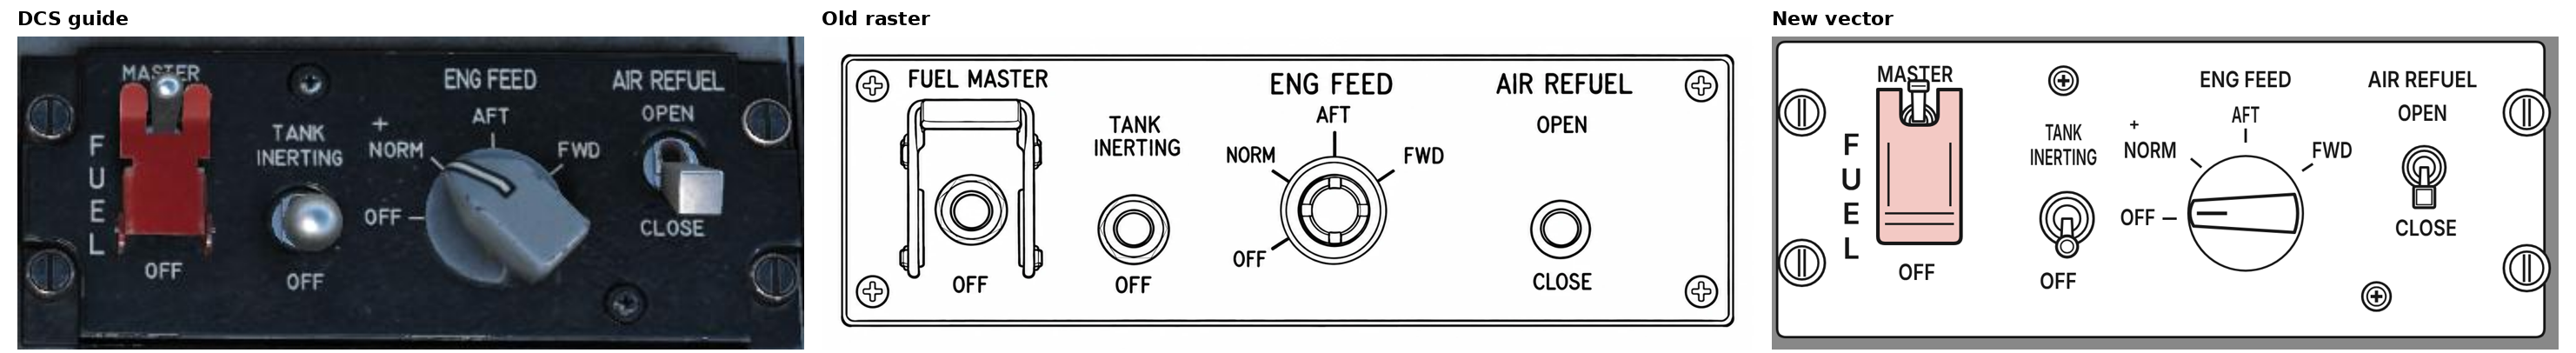 DCS guide
MASTER
ENG FEED
AIR REFUEL
AFT
OPEN
+
TANK
INERTING
NORM
FWD
FUEL
OFF
CLOSE
OFF
OFF
Old raster
FUEL MASTER
ENG FEED
AIR REFUEL
AFT
OPEN
TANK
INERTING
NORM
FWD
OFF
OFF
OFF
CLOSE
New vector
MASTER
ENG FEED
AIR REFUEL
AFT
OPEN
+
TANK
INERTING
NORM
FWD
FUEL
OFF
CLOSE
OFF
OFF